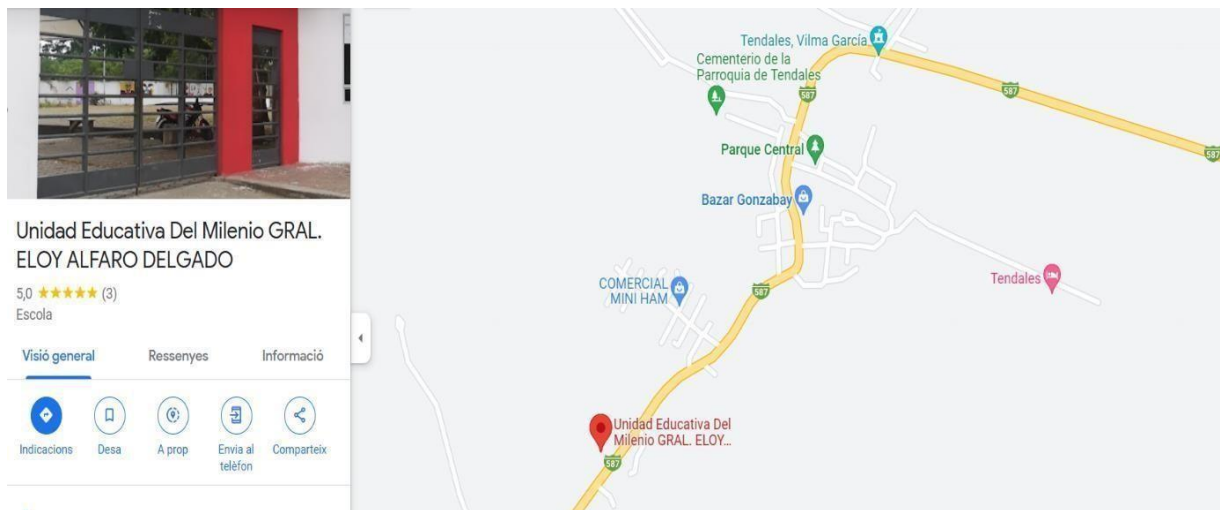 Unidad Educativa Del Milenio GRAL.
ELOY ALFARO DELGADO
5,0 ★★★★★ (3)
Escola
Visió general
Ressenyes
Informació
Indicacions
Desa
A prop
Envia al
telèfon
Comparteix
Tendales, Vilma García
Cementerio de la
Parroquia de Tendales
587
587
587
Parque Central
Bazar Gonzabay
Tendales
COMERCIAL
MINI HAM
587
Unidad Educativa Del
Milenio GRAL. ELOY...
587